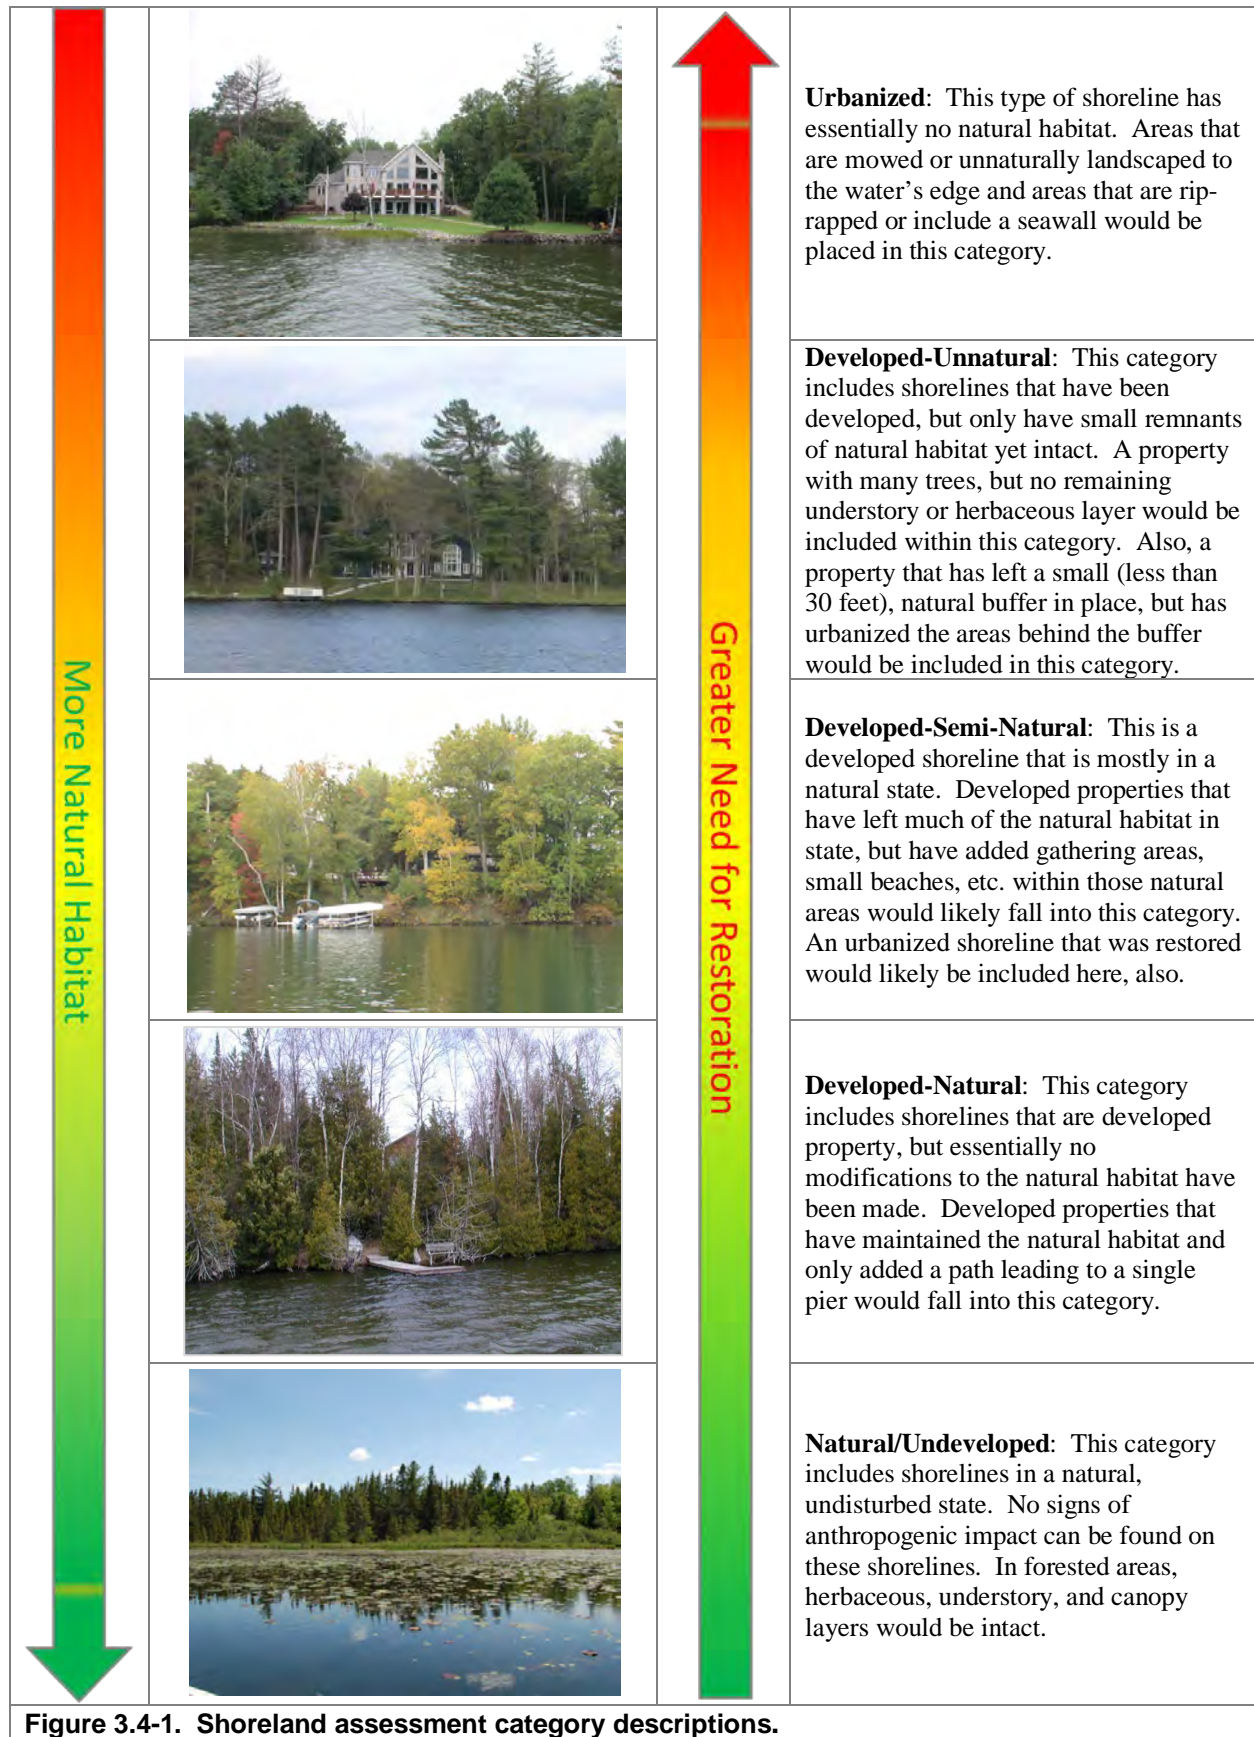 More Natural Habitat
Greater Need for Restoration
Urbanized: This type of shoreline has
essentially no natural habitat. Areas that
are mowed or unnaturally landscaped to
the water's edge and areas that are rip-
rapped or include a seawall would be
placed in this category.
Developed-Unnatural: This category
includes shorelines that have been
developed, but only have small remnants
of natural habitat yet intact. A property
with many trees, but no remaining
understory or herbaceous layer would be
included within this category. Also, a
property that has left a small (less than
30 feet), natural buffer in place, but has
urbanized the areas behind the buffer
would be included in this category.
Developed-Semi-Natural: This is a
developed shoreline that is mostly in a
natural state. Developed properties that
have left much of the natural habitat in
state, but have added gathering areas,
small beaches, etc. within those natural
areas would likely fall into this category.
An urbanized shoreline that was restored
would likely be included here, also.
Developed-Natural: This category
includes shorelines that are developed
property, but essentially no
modifications to the natural habitat have
been made. Developed properties that
have maintained the natural habitat and
only added a path leading to a single
pier would fall into this category.
Natural/Undeveloped: This category
includes shorelines in a natural,
undisturbed state. No signs of
anthropogenic impact can be found on
these shorelines. In forested areas,
herbaceous, understory, and canopy
layers would be intact.
Figure 3.4-1. Shoreland assessment category descriptions.